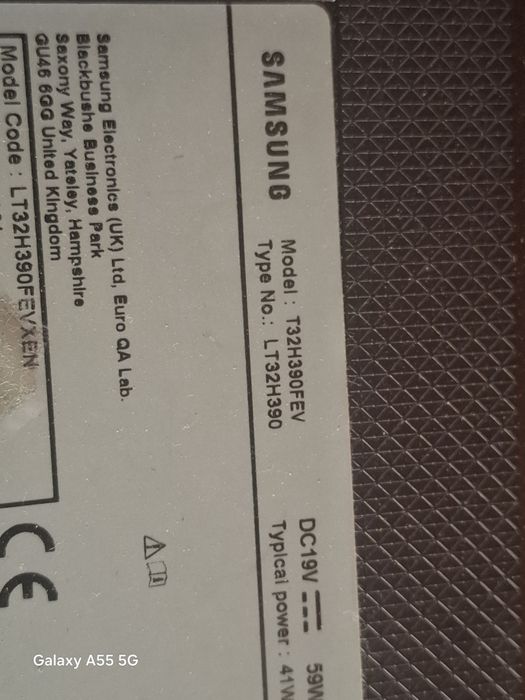 SAMSUNG
Model : T32H390FEV
Type No.: LT32H390
DC19V 59W
Typical power : 41W
Samsung Electronics (UK) Ltd, Euro QA Lab.
Blackbushe Business Park
Saxony Way, Yateley, Hampshire
GU46 6GG United Kingdom
Model Code : LT32H390FEVXEN
CE
Galaxy A55 5G